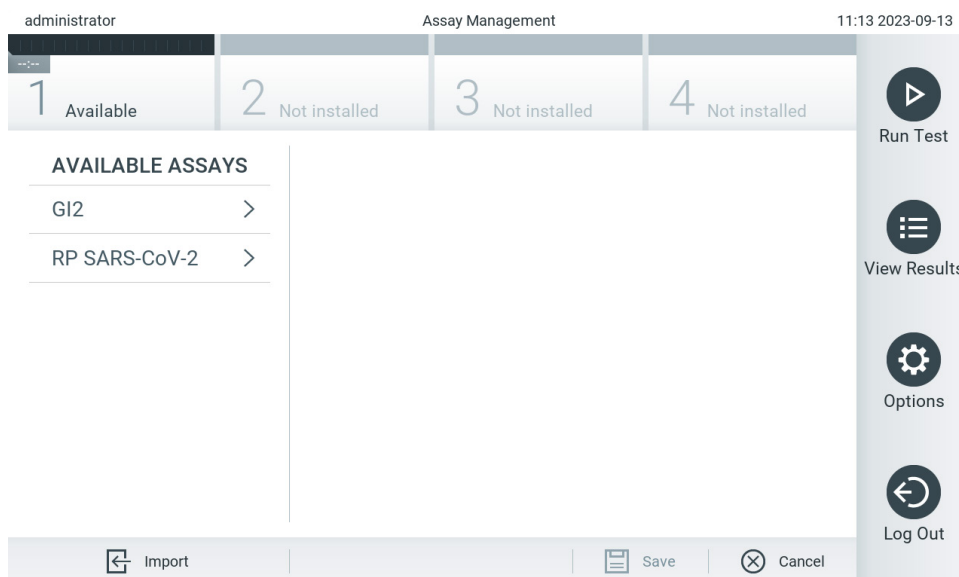 administrator Assay Management 11:13 2023-09-13
--:--
1 Available 2 Not installed 3 Not installed 4 Not installed
Run Test
AVAILABLE ASSAYS
GI2
RP SARS-CoV-2
View Results
Options
Log Out
Import Save Cancel